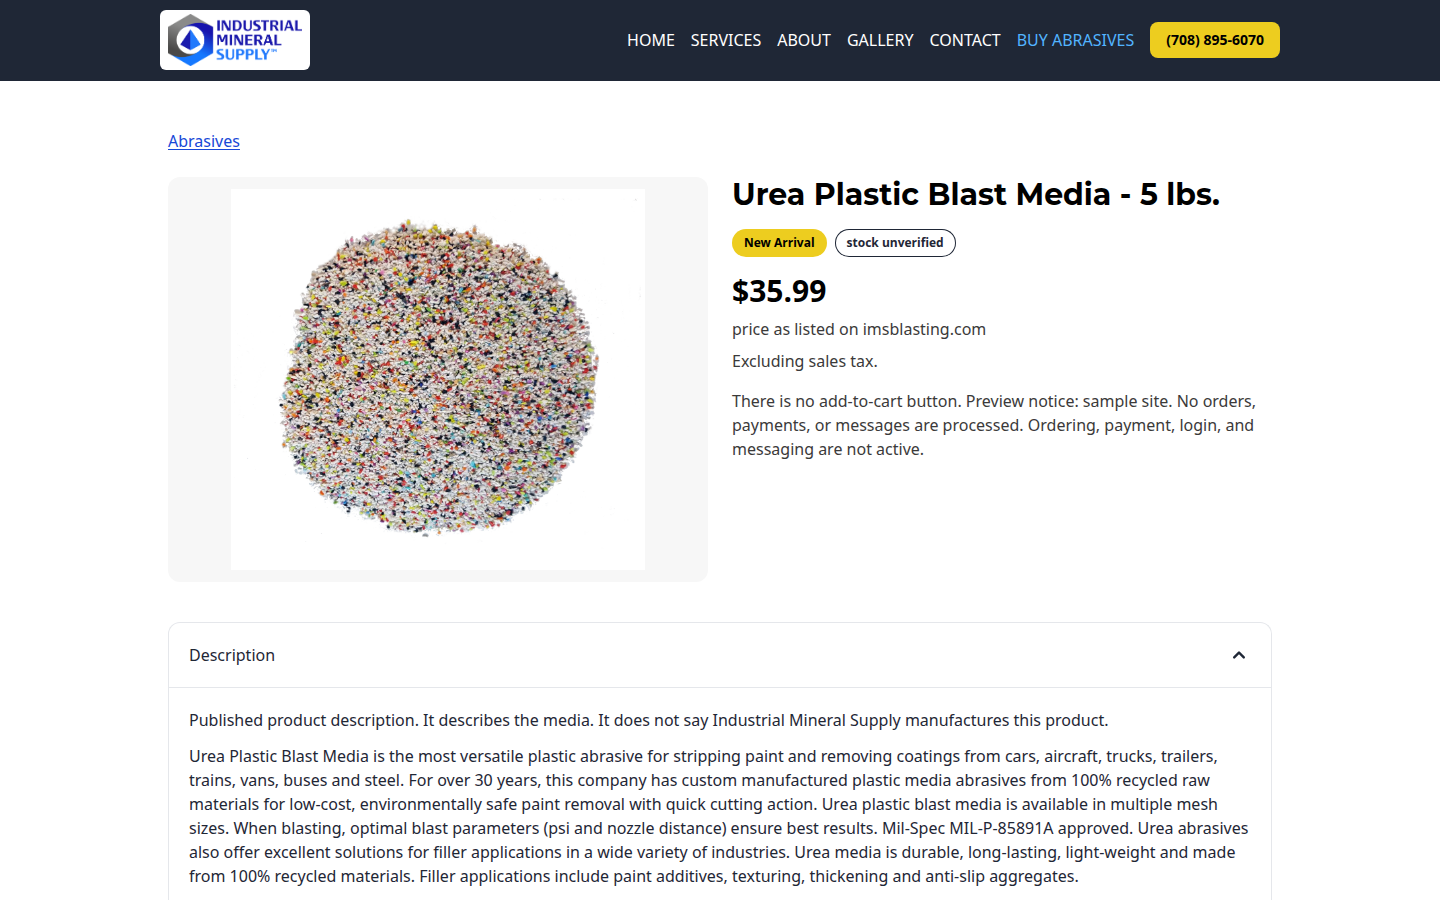 INDUSTRIAL
MINERAL
SUPPLY™
HOME SERVICES ABOUT GALLERY CONTACT BUY ABRASIVES (708) 895-6070
Abrasives
Urea Plastic Blast Media - 5 lbs.
New Arrival stock unverified
$35.99
price as listed on imsblasting.com
Excluding sales tax.
There is no add-to-cart button. Preview notice: sample site. No orders,
payments, or messages are processed. Ordering, payment, login, and
messaging are not active.
Description
Published product description. It describes the media. It does not say Industrial Mineral Supply manufactures this product.
Urea Plastic Blast Media is the most versatile plastic abrasive for stripping paint and removing coatings from cars, aircraft, trucks, trailers,
trains, vans, buses and steel. For over 30 years, this company has custom manufactured plastic media abrasives from 100% recycled raw
materials for low-cost, environmentally safe paint removal with quick cutting action. Urea plastic blast media is available in multiple mesh
sizes. When blasting, optimal blast parameters (psi and nozzle distance) ensure best results. Mil-Spec MIL-P-85891A approved. Urea abrasives
also offer excellent solutions for filler applications in a wide variety of industries. Urea media is durable, long-lasting, light-weight and made
from 100% recycled materials. Filler applications include paint additives, texturing, thickening and anti-slip aggregates.